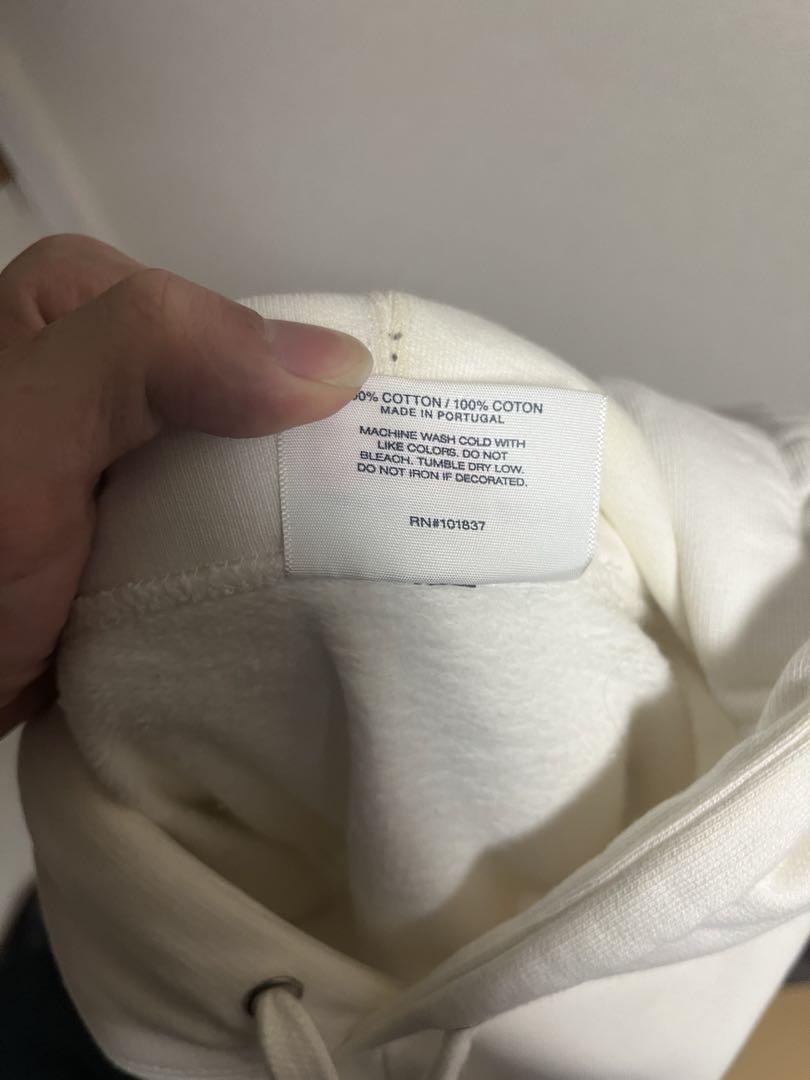 COTTON / 100% COTON
MADE IN PORTUGAL
MACHINE WASH COLD WITH
LIKE COLORS. DO NOT
BLEACH. TUMBLE DRY LOW.
DO NOT IRON IF DECORATED.
RN#101837